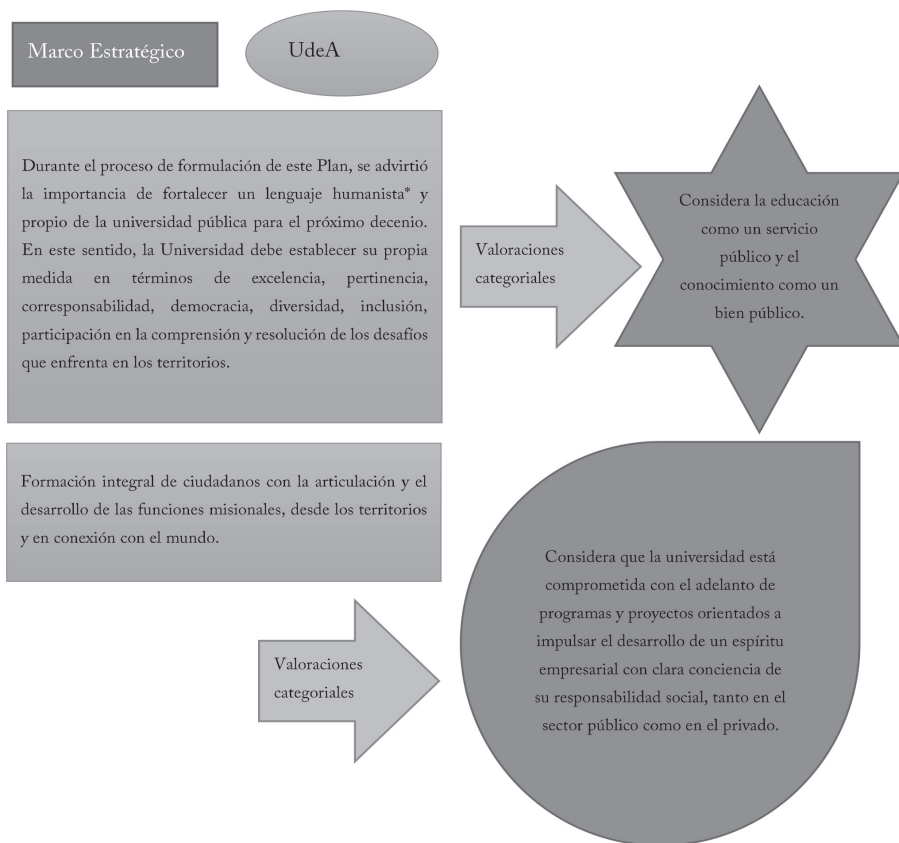 Marco Estratégico
UdeA
Durante el proceso de formulación de este Plan, se advirtió
la importancia de fortalecer un lenguaje humanista* y
propio de la universidad pública para el próximo decenio.
En este sentido, la Universidad debe establecer su propia
medida en términos de excelencia, pertinencia,
corresponsabilidad, democracia, diversidad, inclusión,
participación en la comprensión y resolución de los desafíos
que enfrenta en los territorios.
Valoraciones
categoriales
Considera la educación
como un servicio
público y el
conocimiento como un
bien público.
Formación integral de ciudadanos con la articulación y el
desarrollo de las funciones misionales, desde los territorios
y en conexión con el mundo.
Valoraciones
categoriales
Considera que la universidad está
comprometida con el adelanto de
programas y proyectos orientados a
impulsar el desarrollo de un espíritu
empresarial con clara conciencia de
su responsabilidad social, tanto en el
sector público como en el privado.